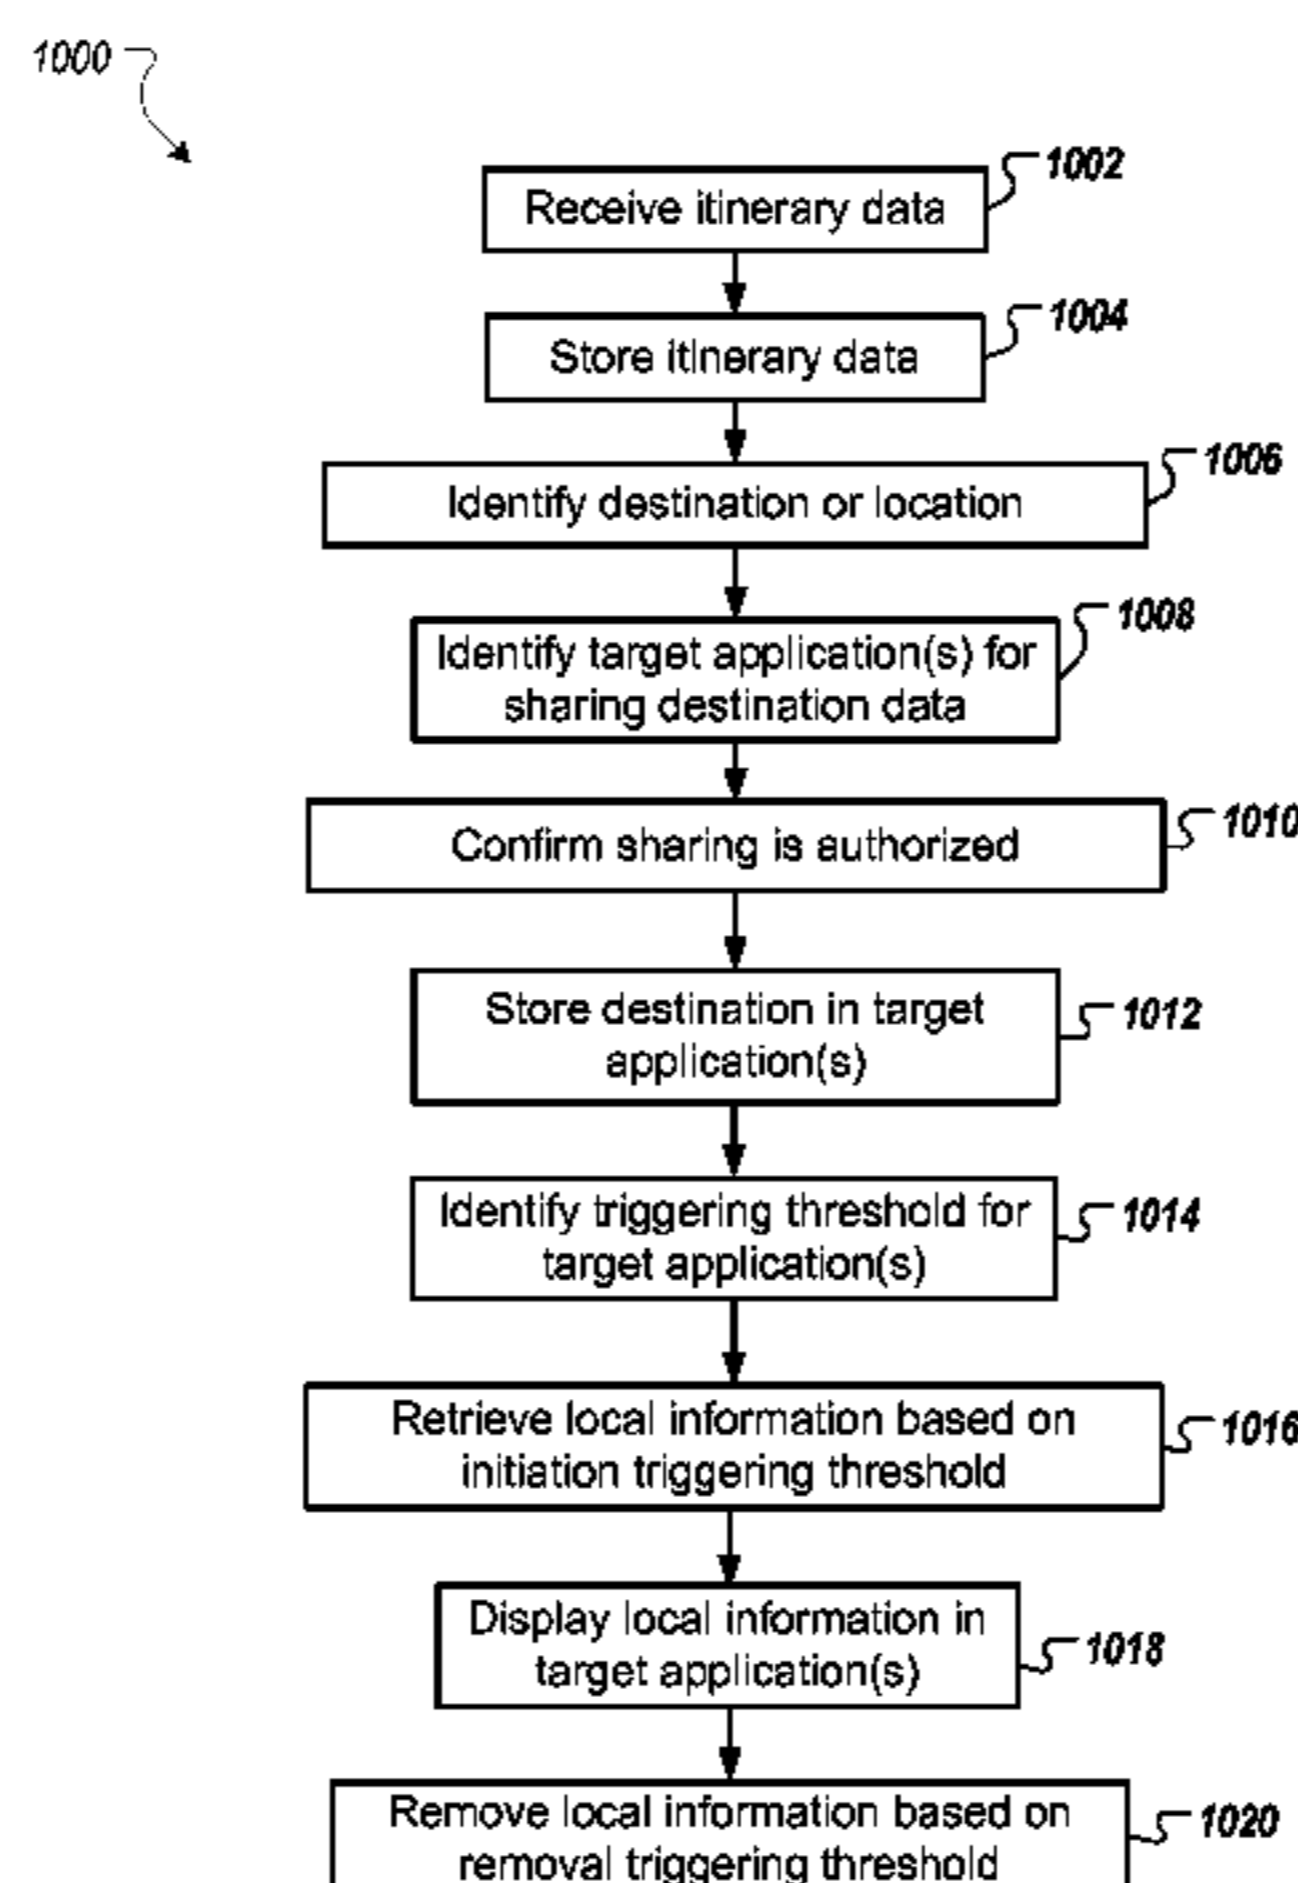 1000
Receive itinerary data
1002
Store itinerary data
1004
Identify destination or location
1006
Identify target application(s) for
sharing destination data
1008
Confirm sharing is authorized
1010
Store destination in target
application(s)
1012
Identify triggering threshold for
target application(s)
1014
Retrieve local information based on
initiation triggering threshold
1016
Display local information in
target application(s)
1018
Remove local information based on
removal triggering threshold
1020